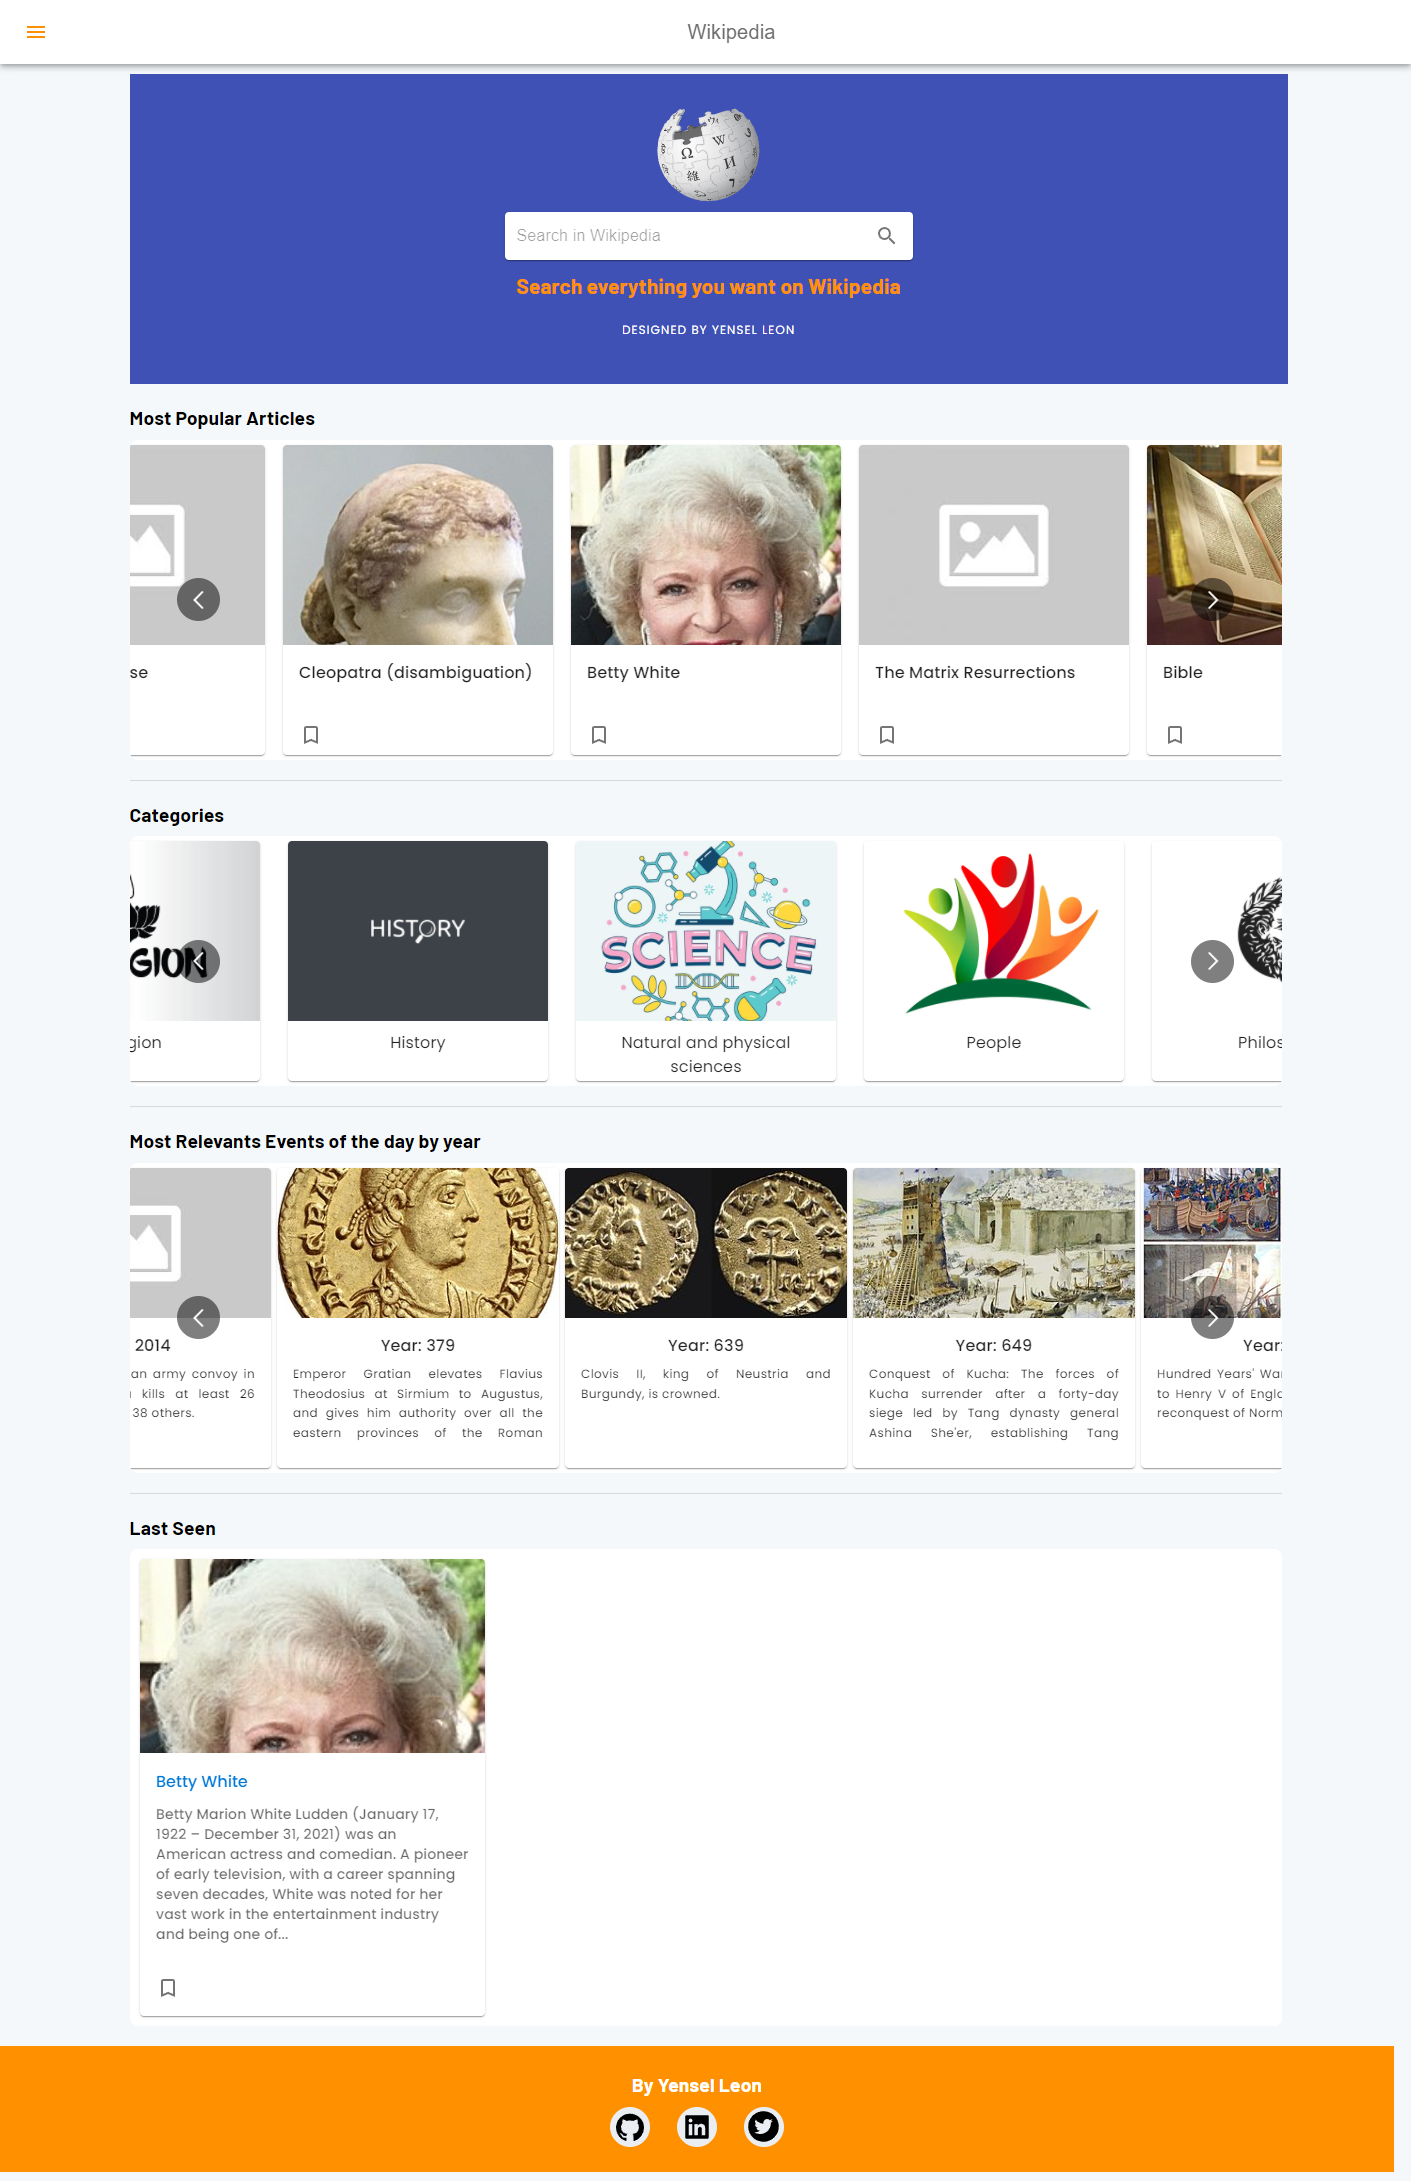 Wikipedia
Ω W И 維 7
Search in Wikipedia
Search everything you want on Wikipedia
DESIGNED BY YENSEL LEON
Most Popular Articles
se
Cleopatra (disambiguation)
Betty White
The Matrix Resurrections
Bible
Categories
GION
HISTORY
SCIENCE
gion
History
Natural and physical
sciences
People
Philos
Most Relevants Events of the day by year
2014
an army convoy in
kills at least 26
38 others.
Year: 379
Emperor Gratian elevates Flavius
Theodosius at Sirmium to Augustus,
and gives him authority over all the
eastern provinces of the Roman
Year: 639
Clovis II, king of Neustria and
Burgundy, is crowned.
Year: 649
Conquest of Kucha: The forces of
Kucha surrender after a forty-day
siege led by Tang dynasty general
Ashina She'er, establishing Tang
Year:
Hundred Years' War
to Henry V of Engla
reconquest of Norm
Last Seen
Betty White
Betty Marion White Ludden (January 17,
1922 – December 31, 2021) was an
American actress and comedian. A pioneer
of early television, with a career spanning
seven decades, White was noted for her
vast work in the entertainment industry
and being one of...
By Yensel Leon
in